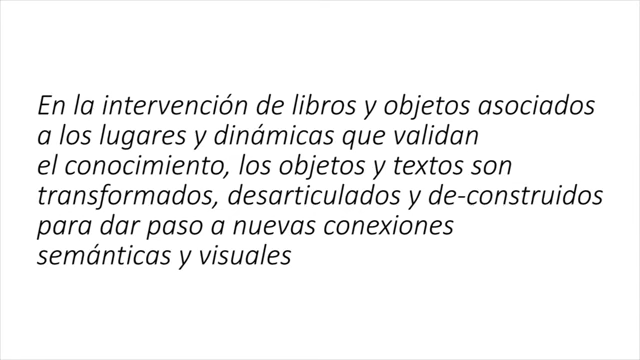 En la intervención de libros y objetos asociados
a los lugares y dinámicas que validan
el conocimiento, los objetos y textos son
transformados, desarticulados y de-construidos
para dar paso a nuevas conexiones
semánticas y visuales